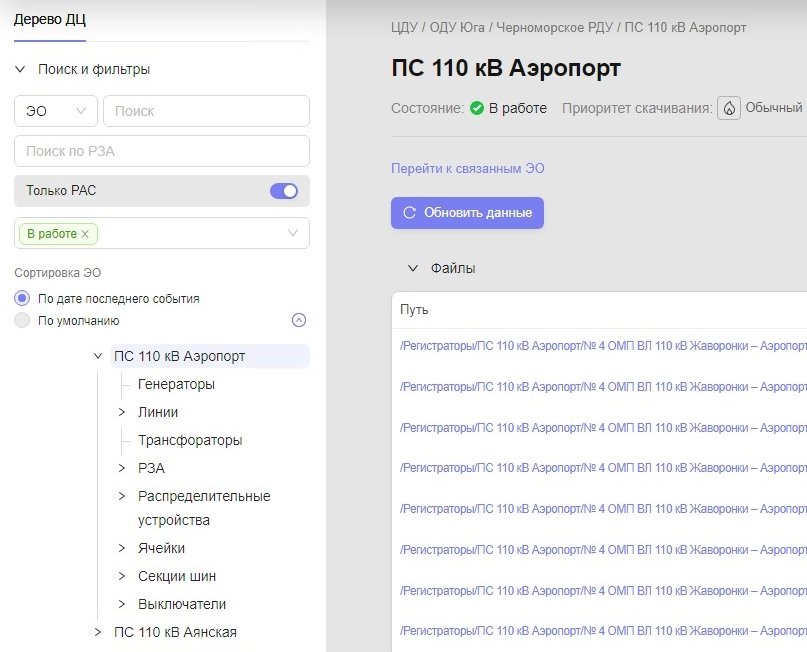 Дерево ДЦ
Поиск и фильтры
ЭО
Поиск
Поиск по РЗА
Только РАС
В работе
Сортировка ЭО
По дате последнего события
По умолчанию
ПС 110 кВ Аэропорт
Генераторы
Линии
Трансфораторы
РЗА
Распределительные
устройства
Ячейки
Секции шин
Выключатели
ПС 110 кВ Аянская
ЦДУ / ОДУ Юга / Черноморское РДУ / ПС 110 кВ Аэропорт
ПС 110 кВ Аэропорт
Состояние: В работе Приоритет скачивания: Обычный
Перейти к связанным ЭО
Обновить данные
Файлы
Путь
/Регистраторы/ПС 110 кВ Аэропорт/№ 4 ОМП ВЛ 110 кВ Жаворонки – Аэропорт
/Регистраторы/ПС 110 кВ Аэропорт/№ 4 ОМП ВЛ 110 кВ Жаворонки – Аэропорт
/Регистраторы/ПС 110 кВ Аэропорт/№ 4 ОМП ВЛ 110 кВ Жаворонки – Аэропорт
/Регистраторы/ПС 110 кВ Аэропорт/№ 4 ОМП ВЛ 110 кВ Жаворонки – Аэропорт
/Регистраторы/ПС 110 кВ Аэропорт/№ 4 ОМП ВЛ 110 кВ Жаворонки – Аэропорт
/Регистраторы/ПС 110 кВ Аэропорт/№ 4 ОМП ВЛ 110 кВ Жаворонки – Аэропорт
/Регистраторы/ПС 110 кВ Аэропорт/№ 4 ОМП ВЛ 110 кВ Жаворонки – Аэропорт
/Регистраторы/ПС 110 кВ Аэропорт/№ 4 ОМП ВЛ 110 кВ Жаворонки – Аэропорт